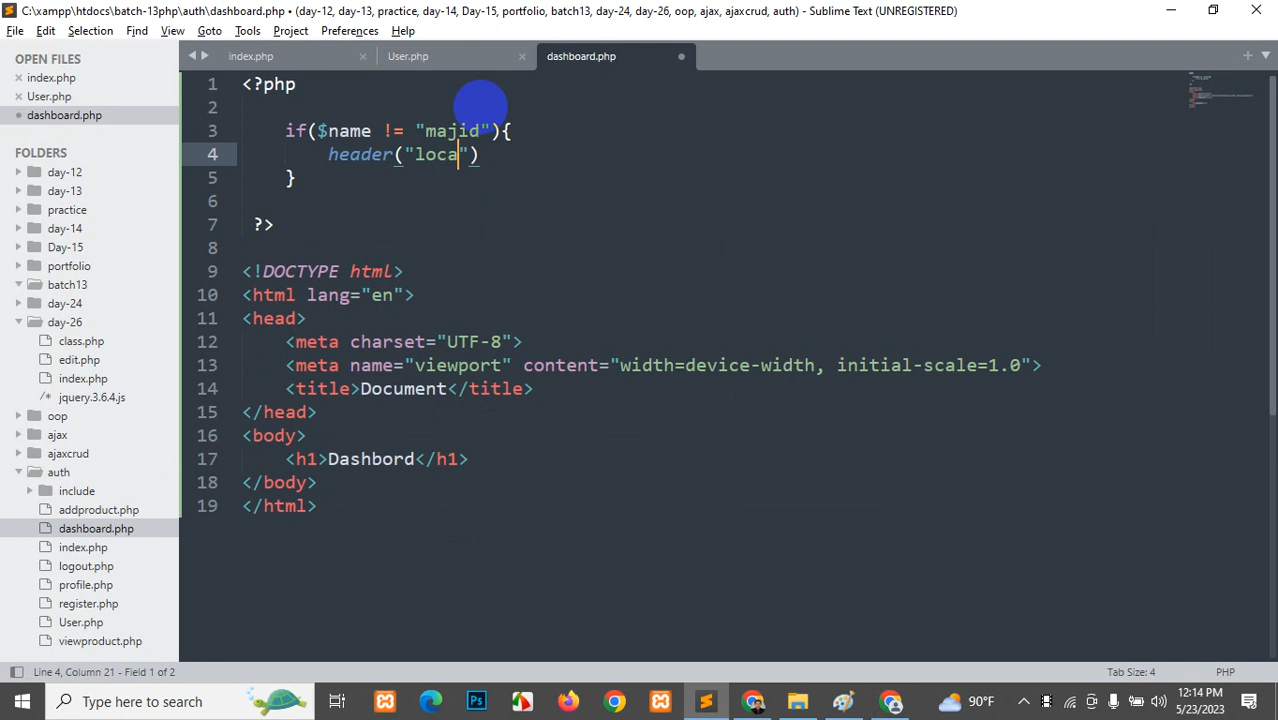 C:\xampp\htdocs\batch-13php\auth\dashboard.php • (day-12, day-13, practice, day-14, Day-15, portfolio, batch13, day-24, day-26, oop, ajax, ajaxcrud, auth) - Sublime Text (UNREGISTERED)
File Edit Selection Find View Goto Tools Project Preferences Help
OPEN FILES
index.php
User.php
dashboard.php
FOLDERS
day-12
day-13
practice
day-14
Day-15
portfolio
batch13
day-24
day-26
class.php
edit.php
index.php
/* jquery.3.6.4.js
oop
ajax
ajaxcrud
auth
include
addproduct.php
dashboard.php
index.php
logout.php
profile.php
register.php
User.php
viewproduct.php
index.php User.php dashboard.php
1 <?php
2
3 if($name != "majid"){
4 header("loca")
5 }
6
7 ?>
8
9 <!DOCTYPE html>
10 <html lang="en">
11 <head>
12 <meta charset="UTF-8">
13 <meta name="viewport" content="width=device-width, initial-scale=1.0">
14 <title>Document</title>
15 </head>
16 <body>
17 <h1>Dashbord</h1>
18 </body>
19 </html>
Line 4, Column 21 - Field 1 of 2 Tab Size: 4 PHP
Type here to search Ps 90°F 12:14 PM
5/23/2023